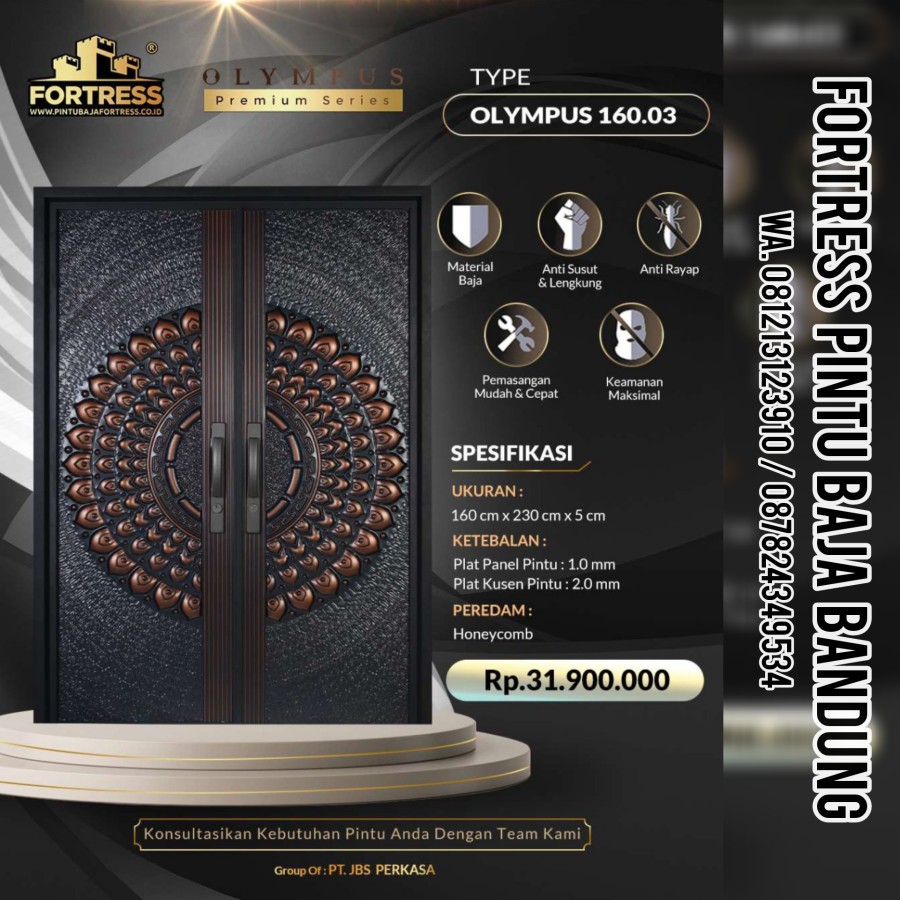 FORTRESS
®
WWW.PINTUBAJAFORTRESS.CO.ID
OLYMPUS
Premium Series
TYPE
OLYMPUS 160.03
Material
Baja
Anti Susut
& Lengkung
Anti Rayap
Pemasangan
Mudah & Cepat
Keamanan
Maksimal
SPESIFIKASI
UKURAN :
160 cm x 230 cm x 5 cm
KETEBALAN :
Plat Panel Pintu : 1.0 mm
Plat Kusen Pintu : 2.0 mm
PEREDAM :
Honeycomb
Rp.31.900.000
Konsultasikan Kebutuhan Pintu Anda Dengan Team Kami
Group Of : PT. JBS PERKASA
FORTRESS PINTU BAJA BANDUNG
WA. 081213123910 / 087824349534